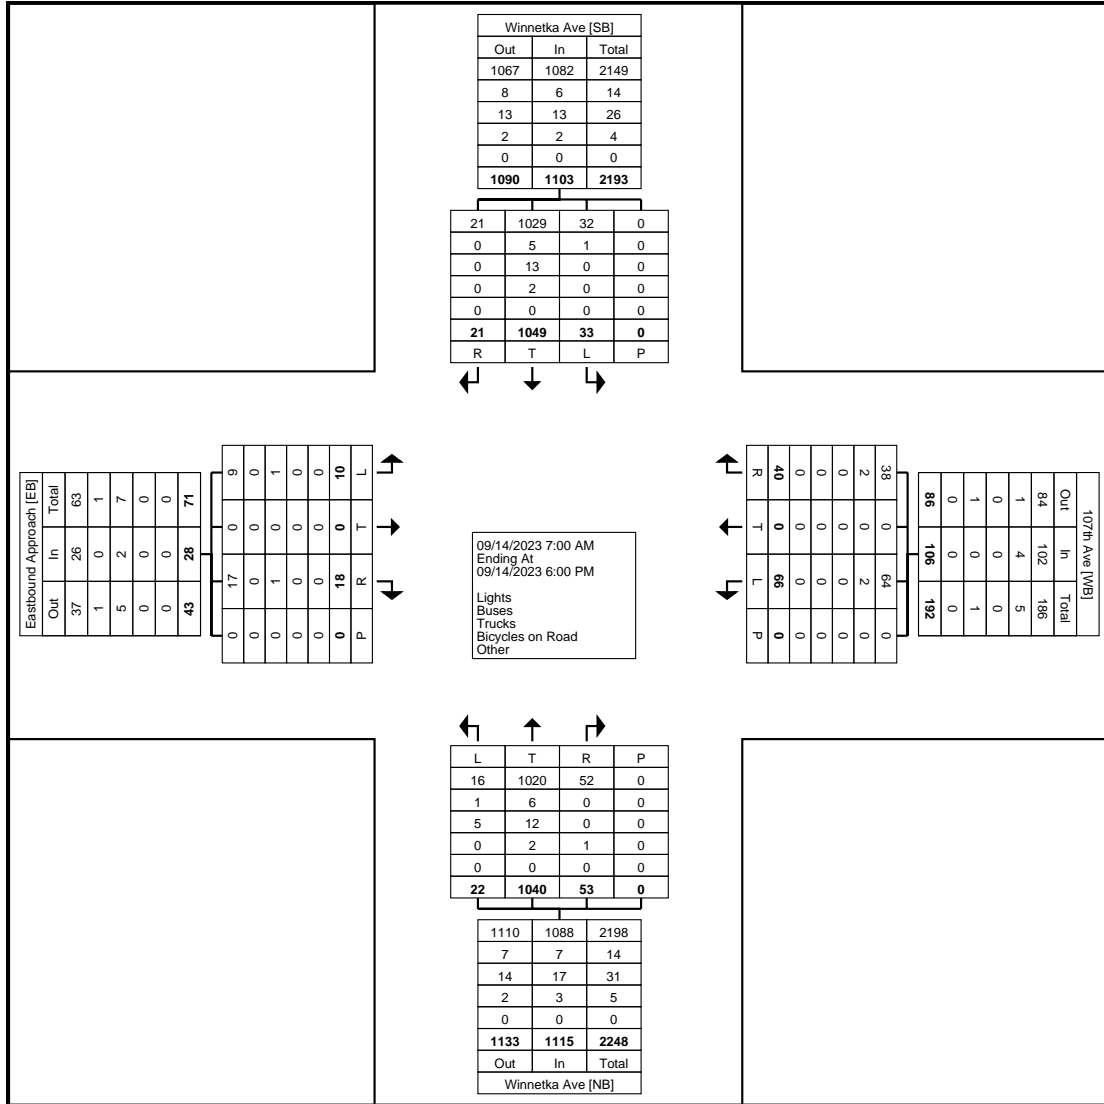 Winnetka Ave [SB]
Out In Total
1067 1082 2149
8 6 14
13 13 26
2 2 4
0 0 0
1090 1103 2193
21 1029 32 0
0 5 1 0
0 13 0 0
0 2 0 0
0 0 0 0
21 1049 33 0
R T L P
Eastbound Approach [EB]
Total 63 1 7 0 0 71
In 26 0 2 0 0 28
Out 37 1 5 0 0 43
9 0 1 0 0 10 L
0 0 0 0 0 0 T
17 0 1 0 0 18 R
0 0 0 0 0 0 P
09/14/2023 7:00 AM
Ending At
09/14/2023 6:00 PM
Lights
Buses
Trucks
Bicycles on Road
Other
R 40 0 0 0 2 38
T 0 0 0 0 0 0
L 66 0 0 0 2 64
P 0 0 0 0 0 0
86 0 1 0 1 84 Out
106 0 0 0 4 102 In
192 0 1 0 5 186 Total
107th Ave [WB]
L T R P
16 1020 52 0
1 6 0 0
5 12 0 0
0 2 1 0
0 0 0 0
22 1040 53 0
1110 1088 2198
7 7 14
14 17 31
2 3 5
0 0 0
1133 1115 2248
Out In Total
Winnetka Ave [NB]